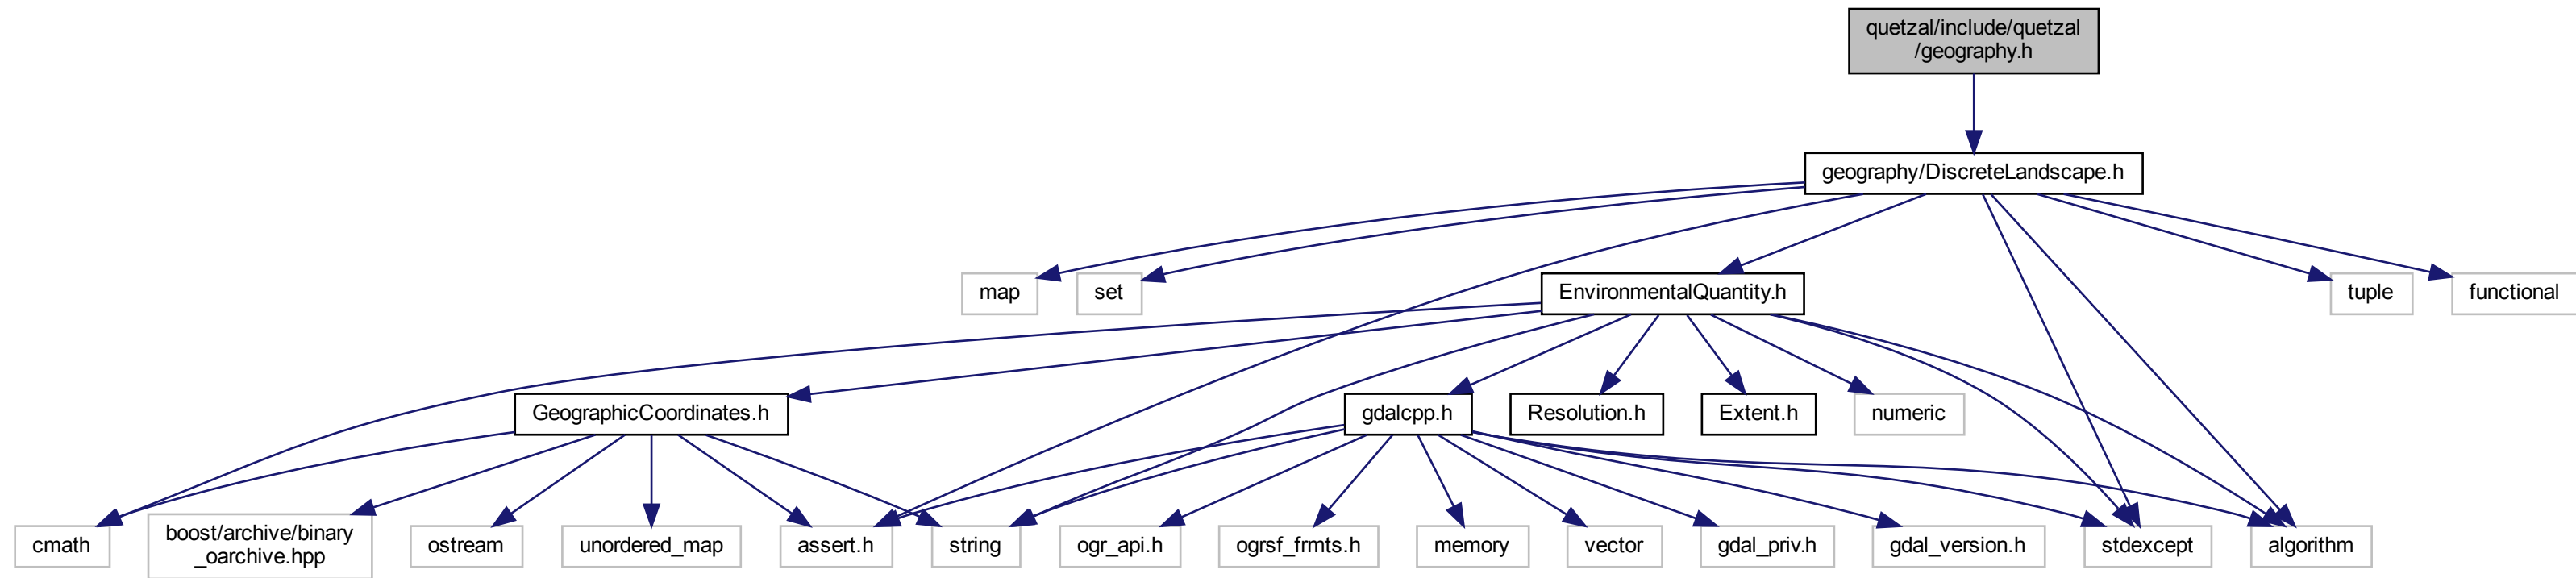 quetzal/include/quetzal
/geography.h
geography/DiscreteLandscape.h
map
set
EnvironmentalQuantity.h
tuple
functional
GeographicCoordinates.h
gdalcpp.h
Resolution.h
Extent.h
numeric
cmath
boost/archive/binary
_oarchive.hpp
ostream
unordered_map
assert.h
string
ogr_api.h
ogrsf_frmts.h
memory
vector
gdal_priv.h
gdal_version.h
stdexcept
algorithm